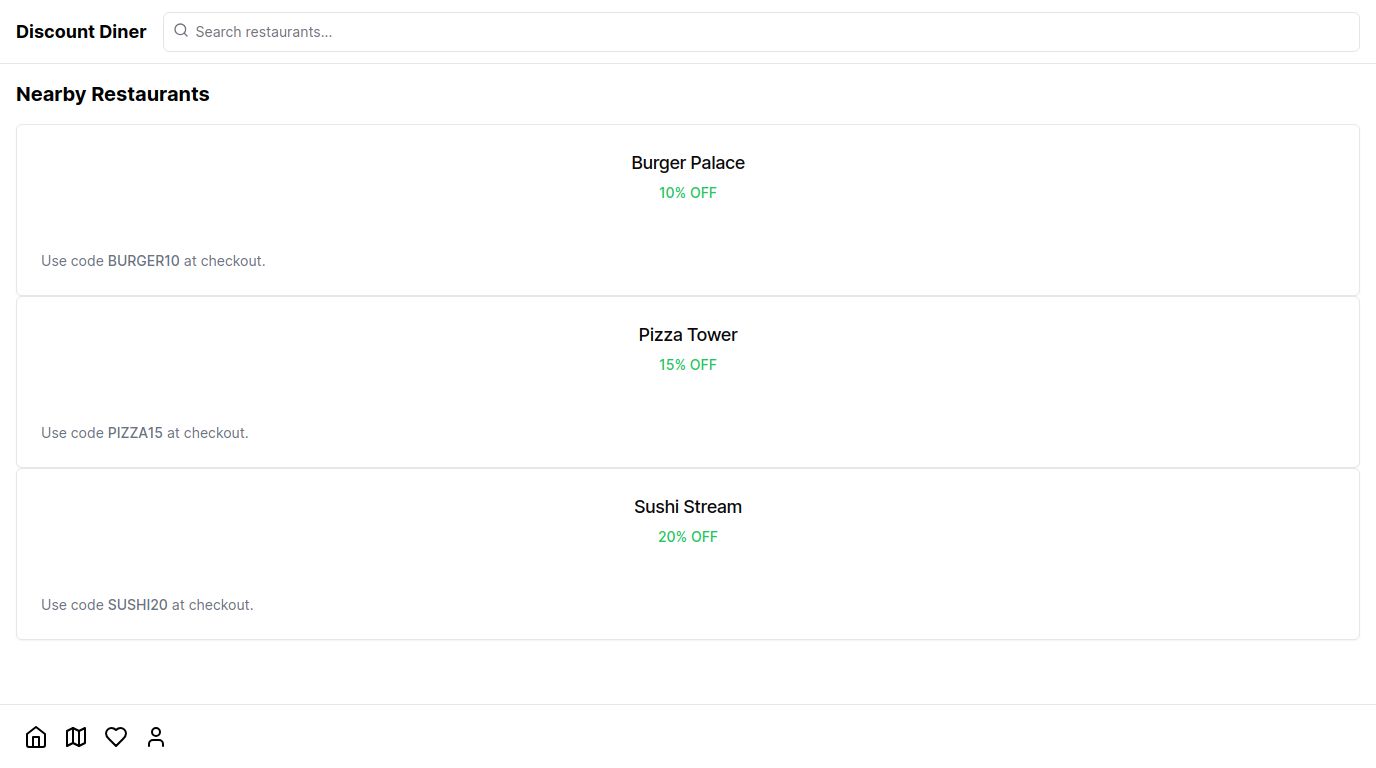 Discount Diner
Search restaurants...
Nearby Restaurants
Burger Palace
10% OFF
Use code BURGER10 at checkout.
Pizza Tower
15% OFF
Use code PIZZA15 at checkout.
Sushi Stream
20% OFF
Use code SUSHI20 at checkout.